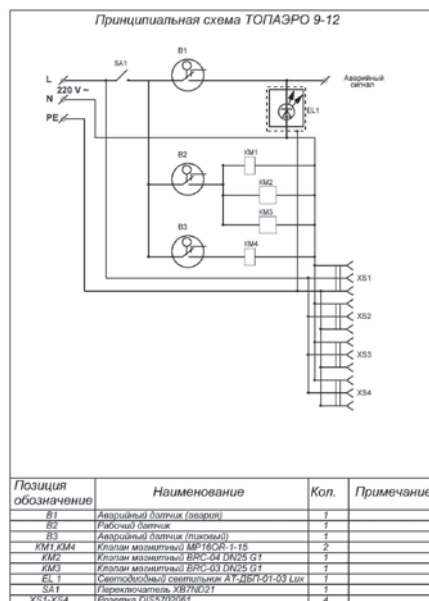 Принципиальная схема ТОПАЭРО 9-12
B1
SA1
L
220 V ~
N
PE
Аварийный
сигнал
EL1
B2
KM1
KM2
KM3
B3
KM4
XS1
XS2
XS3
XS4
Позиция обозначение Наименование Кол. Примечание
B1 Аварийный датчик (авария) 1
B2 Рабочий датчик 1
B3 Аварийный датчик (пиковый) 1
KM1,KM4 Клапан магнитный MP16OR-1-15 2
KM2 Клапан магнитный BRC-04 DN25 G1 1
KM3 Клапан магнитный BRC-03 DN25 G1 1
EL 1 Светодиодный светильник АТ-ДБП-01-03 Lux 1
SA1 Переключатель XB7ND21 1
XS1-XS4 Розетка DIS5702061 4